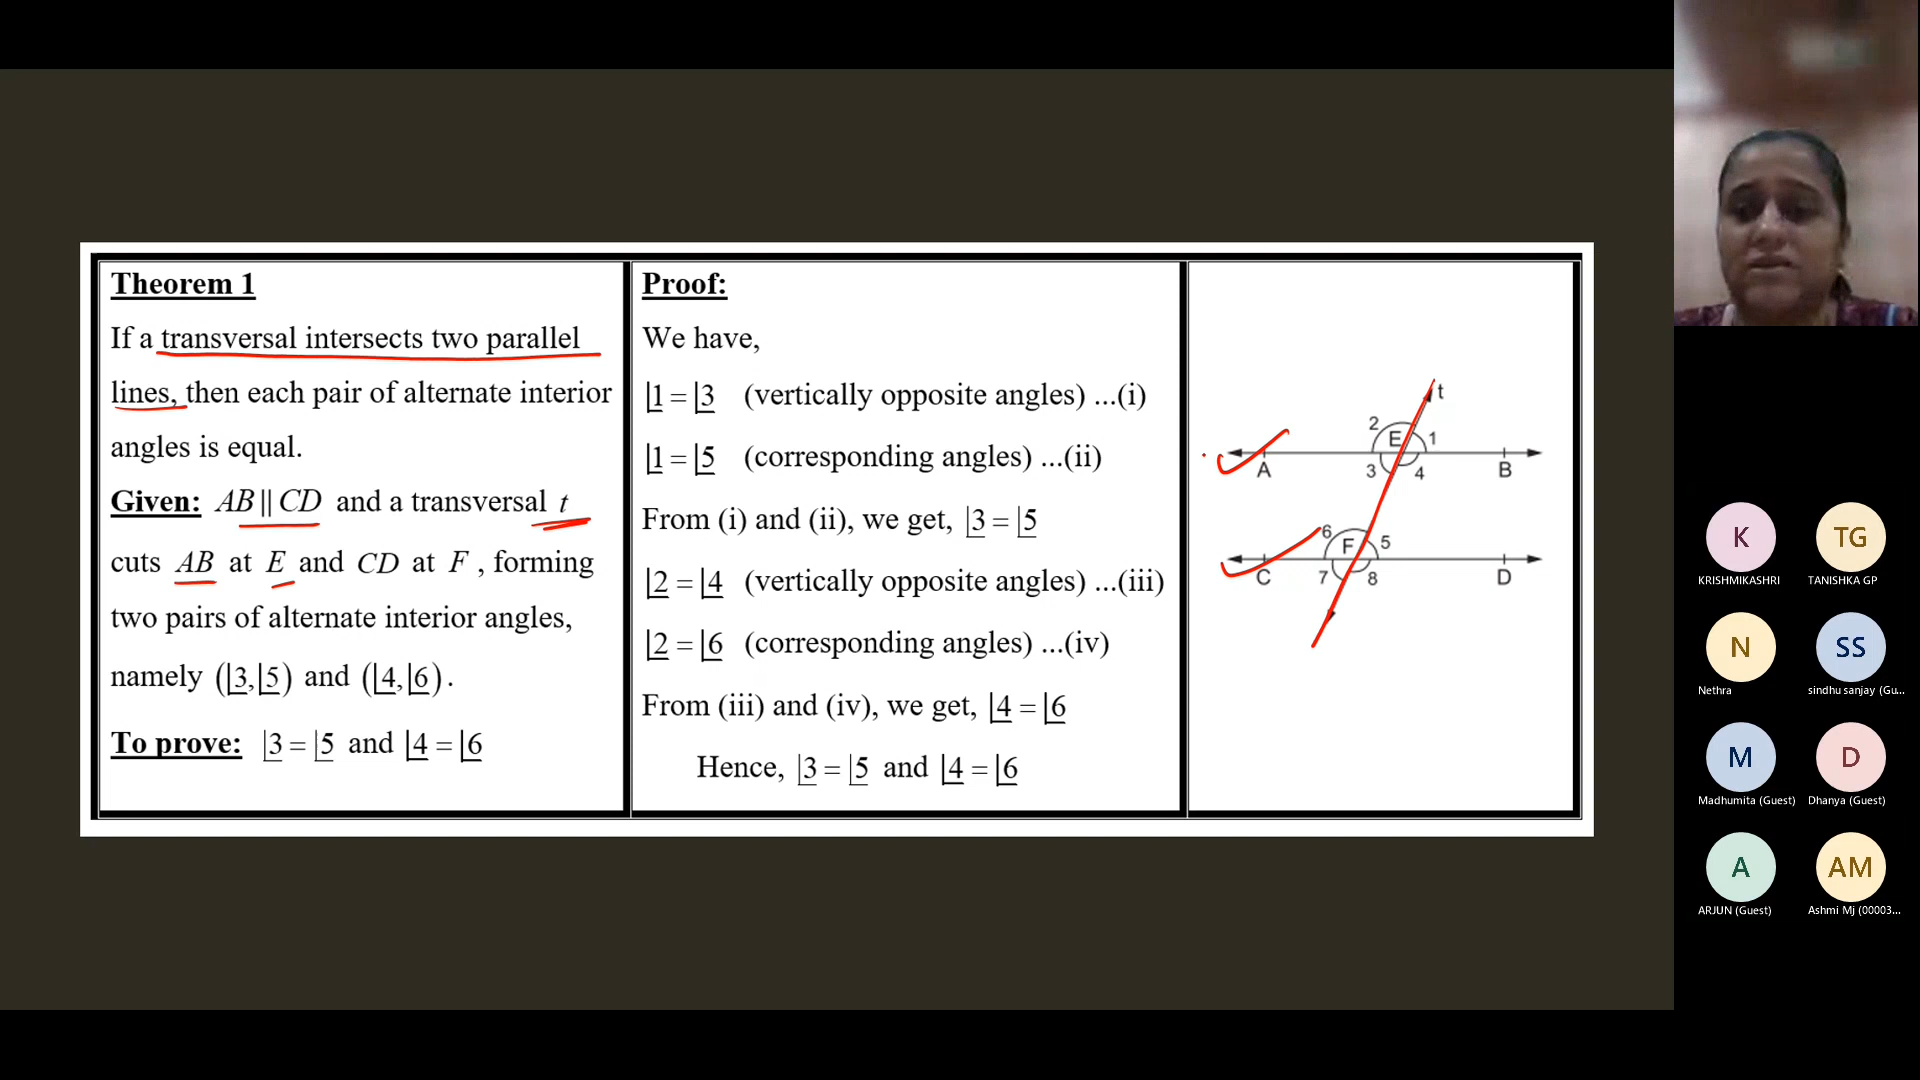 Theorem 1
If a transversal intersects two parallel
lines, then each pair of alternate interior
angles is equal.
Given: AB || CD and a transversal t
cuts AB at E and CD at F , forming
two pairs of alternate interior angles,
namely (⌊3,⌊5) and (⌊4,⌊6).
To prove: ⌊3 = ⌊5 and ⌊4 = ⌊6
Proof:
We have,
⌊1 = ⌊3 (vertically opposite angles) ...(i)
⌊1 = ⌊5 (corresponding angles) ...(ii)
From (i) and (ii), we get, ⌊3 = ⌊5
⌊2 = ⌊4 (vertically opposite angles) ...(iii)
⌊2 = ⌊6 (corresponding angles) ...(iv)
From (iii) and (iv), we get, ⌊4 = ⌊6
Hence, ⌊3 = ⌊5 and ⌊4 = ⌊6
t
2 E 1
A 3 4 B
6 F 5
C 7 8 D
K TG
KRISHMIKASHRI TANISHKA GP
N SS
Nethra sindhu sanjay (Gu...
M D
Madhumita (Guest) Dhanya (Guest)
A AM
ARJUN (Guest) Ashmi Mj (00003...